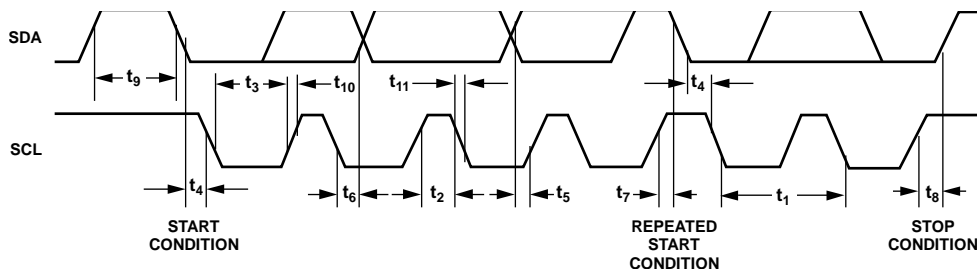 SDA
t9
t3
t10
t11
t4
SCL
t4
t6
t2
t5
t7
t1
t8
START
CONDITION
REPEATED
START
CONDITION
STOP
CONDITION